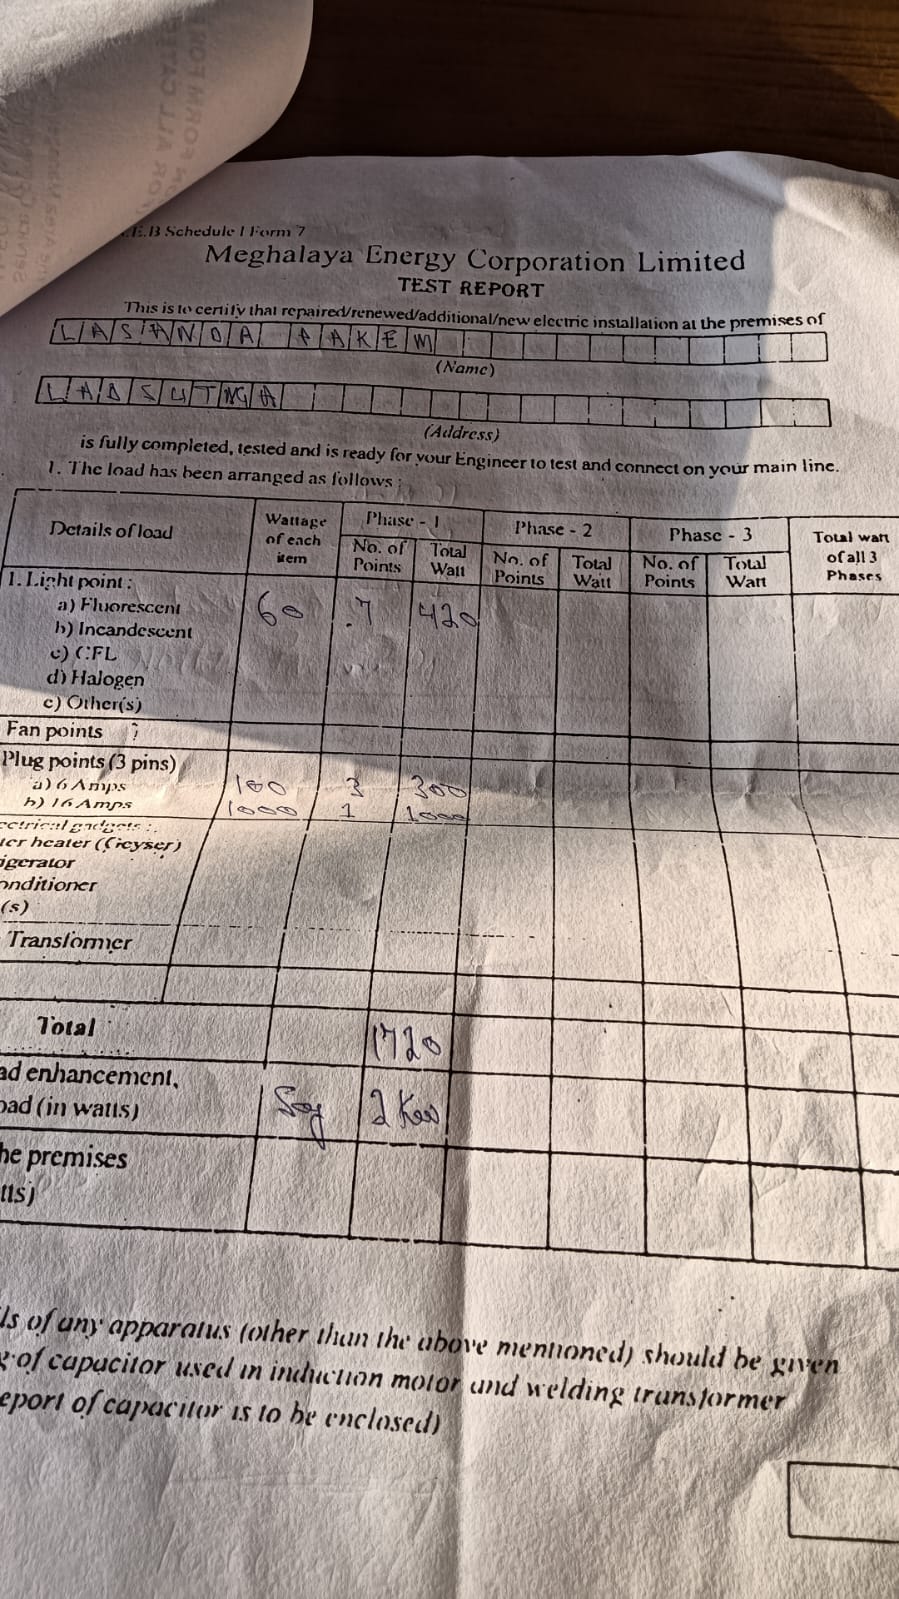 .E.B Schedule I Form 7
Meghalaya Energy Corporation Limited
TEST REPORT
This is to certify that repaired/renewed/additional/new electric installation at the premises of
LASANDA PAKEM
(Name)
LADSUTNGA
(Address)
is fully completed, tested and is ready for your Engineer to test and connect on your main line.
1. The load has been arranged as follows :
Details of load Wattage of each item Phase - 1 Phase - 2 Phase - 3 Total watt of all 3 Phases
No. of Points Total Watt No. of Points Total Watt No. of Points Total Watt
1. Light point :
a) Fluorescent 60 7 420
b) Incandescent
c) CFL
d) Halogen
e) Other(s)
Fan points
Plug points (3 pins)
a) 6 Amps 100 3 300
b) 16 Amps 1000 1 1000
ectrical gadgets :
ter heater (Geyser)
igerator
onditioner
(s)
Transformer
Total 1720
ad enhancement,
oad (in watts) Say 2 Kw
he premises
tts)
ls of any apparatus (other than the above mentioned) should be given
g of capacitor used in induction motor and welding transformer
eport of capacitor is to be enclosed)